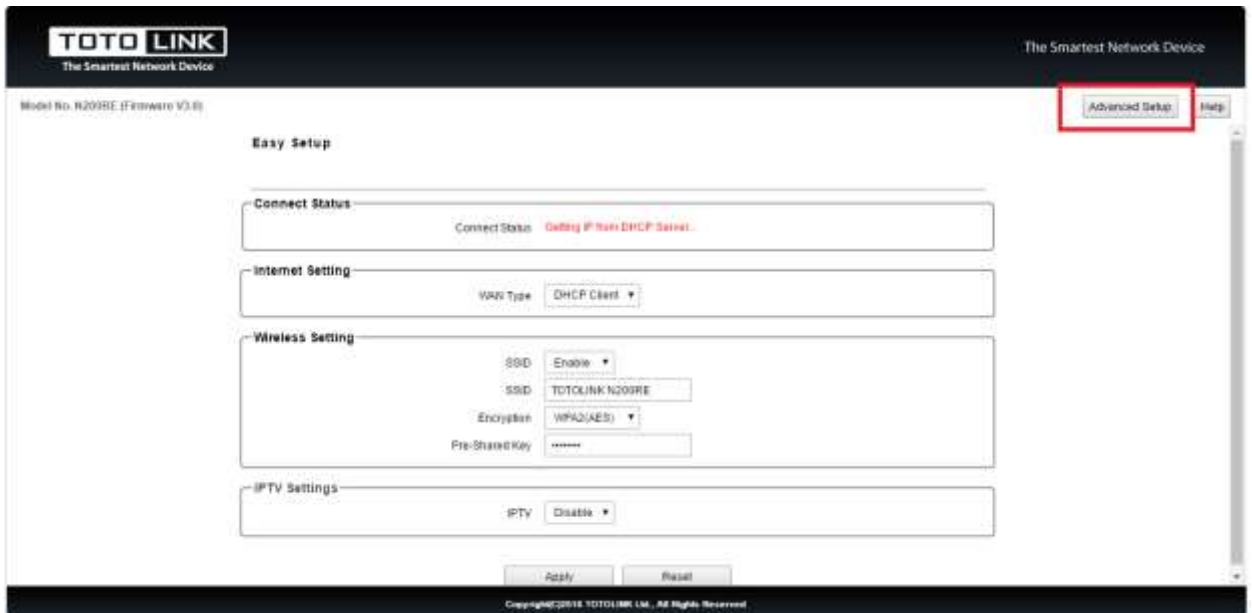 TOTO LINK
The Smartest Network Device
The Smartest Network Device
Model No. N200RE (Firmware V3.0)
Advanced Setup
Help
Easy Setup
Connect Status
Connect Status Getting IP from DHCP Server...
Internet Setting
WAN Type DHCP Client
Wireless Setting
SSID Enable
SSID TOTOLINK N200RE
Encryption WPA2(AES)
Pre-Shared Key ••••••••
IPTV Settings
IPTV Disable
Apply Reset
Copyright(C)2016 TOTOLINK Ltd., All Rights Reserved